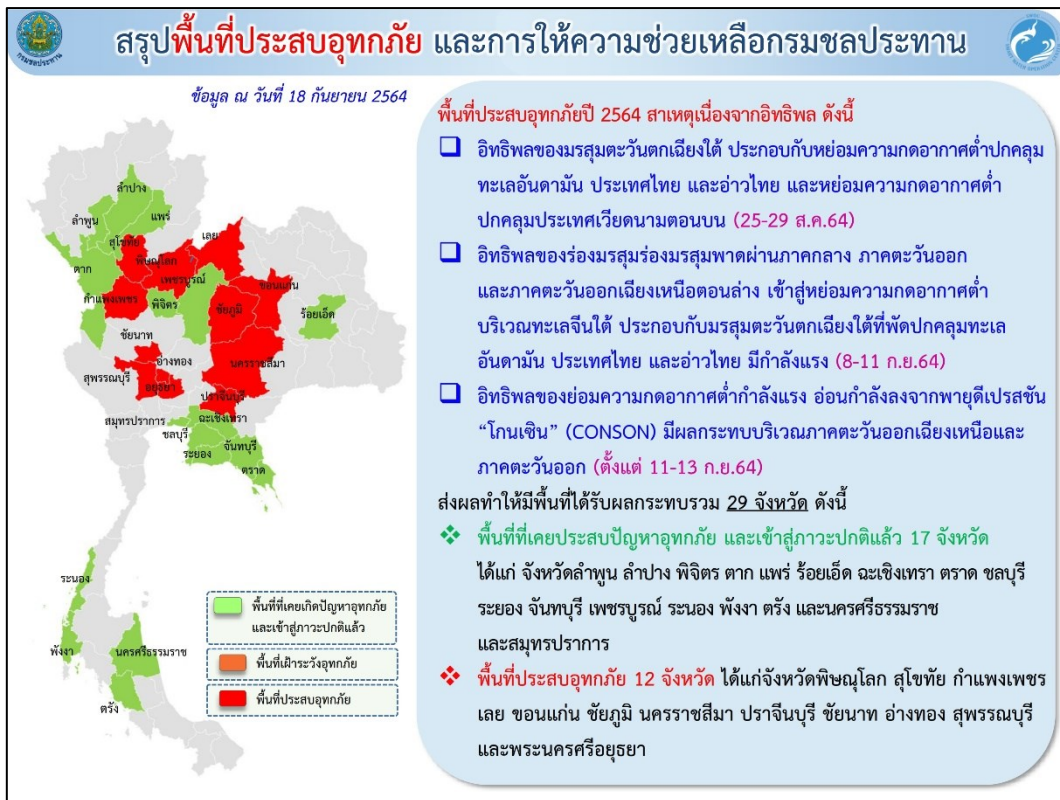 สรุปพื้นที่ประสบอุทกภัย และการให้ความช่วยเหลือกรมชลประทาน
กรมชลประทาน
ข้อมูล ณ วันที่ 18 กันยายน 2564
ลำปาง
ลำพูน
แพร่
สุโขทัย
เลย
พิษณุโลก
ตาก
เพชรบูรณ์
ขอนแก่น
กำแพงเพชร
พิจิตร
ชัยภูมิ
ร้อยเอ็ด
ชัยนาท
อ่างทอง
นครราชสีมา
สุพรรณบุรี
อยุธยา
ปราจีนบุรี
สมุทรปราการ
ฉะเชิงเทรา
ชลบุรี
ระยอง
จันทบุรี
ตราด
ระนอง
พังงา
นครศรีธรรมราช
ตรัง
พื้นที่ที่เคยเกิดปัญหาอุทกภัย
และเข้าสู่ภาวะปกติแล้ว
พื้นที่เฝ้าระวังอุทกภัย
พื้นที่ประสบอุทกภัย
พื้นที่ประสบอุทกภัยปี 2564 สาเหตุเนื่องจากอิทธิพล ดังนี้
❑ อิทธิพลของมรสุมตะวันตกเฉียงใต้ ประกอบกับหย่อมความกดอากาศต่ำปกคลุม
ทะเลอันดามัน ประเทศไทย และอ่าวไทย และหย่อมความกดอากาศต่ำ
ปกคลุมประเทศเวียดนามตอนบน (25-29 ส.ค.64)
❑ อิทธิพลของร่องมรสุมร่องมรสุมพาดผ่านภาคกลาง ภาคตะวันออก
และภาคตะวันออกเฉียงเหนือตอนล่าง เข้าสู่หย่อมความกดอากาศต่ำ
บริเวณทะเลจีนใต้ ประกอบกับมรสุมตะวันตกเฉียงใต้ที่พัดปกคลุมทะเล
อันดามัน ประเทศไทย และอ่าวไทย มีกำลังแรง (8-11 ก.ย.64)
❑ อิทธิพลของย่อมความกดอากาศต่ำกำลังแรง อ่อนกำลังลงจากพายุดีเปรสชัน
“โกนเซิน” (CONSON) มีผลกระทบบริเวณภาคตะวันออกเฉียงเหนือและ
ภาคตะวันออก (ตั้งแต่ 11-13 ก.ย.64)
ส่งผลทำให้มีพื้นที่ได้รับผลกระทบรวม 29 จังหวัด ดังนี้
❖ พื้นที่ที่เคยประสบปัญหาอุทกภัย และเข้าสู่ภาวะปกติแล้ว 17 จังหวัด
ได้แก่ จังหวัดลำพูน ลำปาง พิจิตร ตาก แพร่ ร้อยเอ็ด ฉะเชิงเทรา ตราด ชลบุรี
ระยอง จันทบุรี เพชรบูรณ์ ระนอง พังงา ตรัง และนครศรีธรรมราช
และสมุทรปราการ
❖ พื้นที่ประสบอุทกภัย 12 จังหวัด ได้แก่จังหวัดพิษณุโลก สุโขทัย กำแพงเพชร
เลย ขอนแก่น ชัยภูมิ นครราชสีมา ปราจีนบุรี ชัยนาท อ่างทอง สุพรรณบุรี
และพระนครศรีอยุธยา